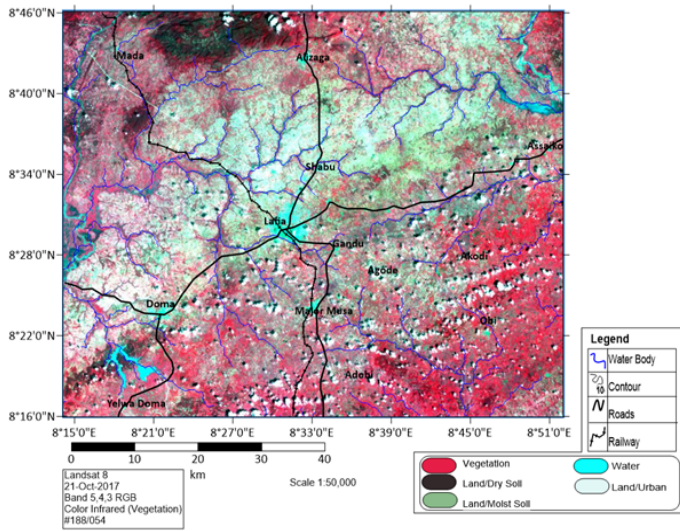 8°46'0"N
8°40'0"N
8°34'0"N
8°28'0"N
8°22'0"N
8°16'0"N
Mada
Alizaga
Assaiko
Shabu
Lafia
Gandu
Agode
Akodi
Doma
Major Musa
Obi
Adobi
Yelwa Doma
8°15'0"E 8°21'0"E 8°27'0"E 8°33'0"E 8°39'0"E 8°45'0"E 8°51'0"E
0 10 20 30 40
km
Scale 1:50,000
Landsat 8
21-Oct-2017
Band 5,4,3 RGB
Color Infrared (Vegetation)
#188/054
Legend
Water Body
10 Contour
Roads
Railway
Vegetation
Water
Land/Dry Soil
Land/Urban
Land/Moist Soil